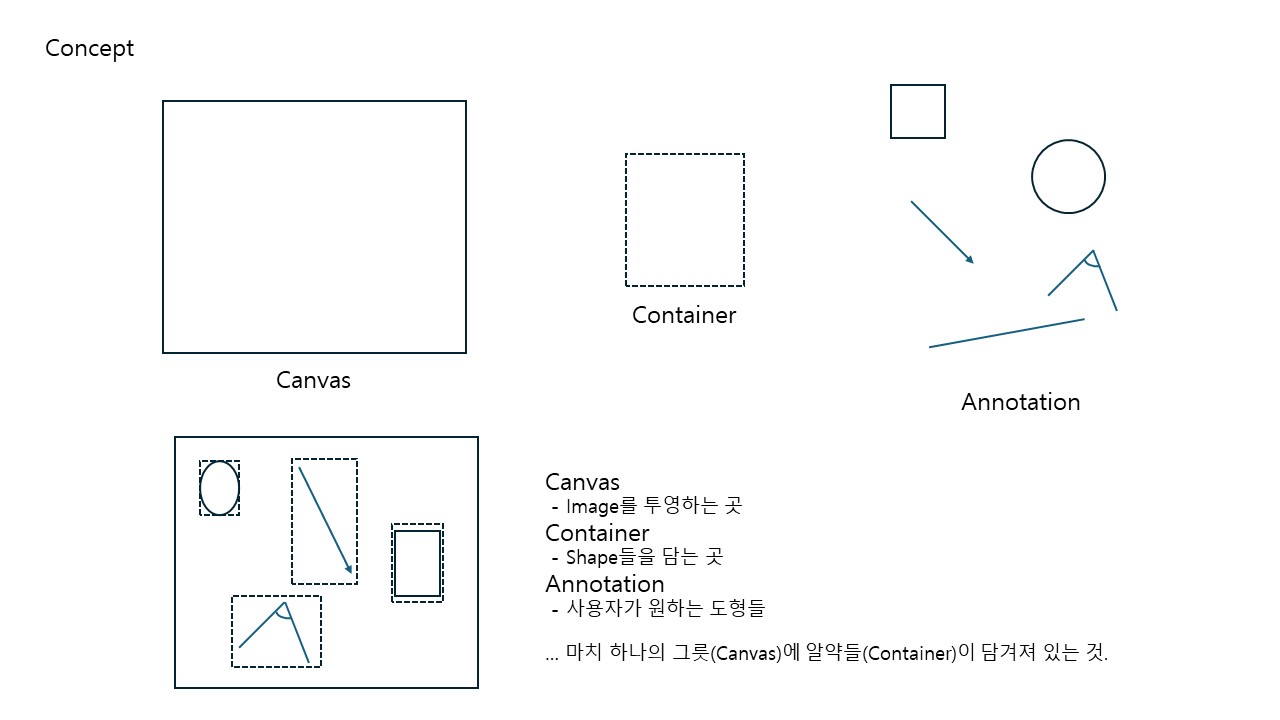 Concept
Canvas
Container
Annotation
Canvas
- Image를 투영하는 곳
Container
- Shape들을 담는 곳
Annotation
- 사용자가 원하는 도형들
... 마치 하나의 그릇(Canvas)에 알약들(Container)이 담겨져 있는 것.